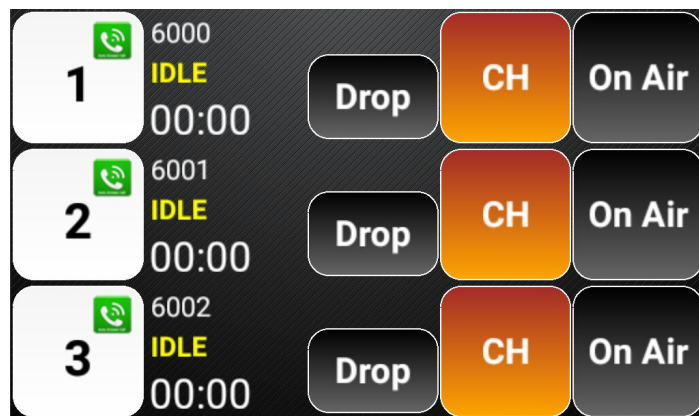 1
6000
IDLE
00:00
Drop
CH
On Air
2
6001
IDLE
00:00
Drop
CH
On Air
3
6002
IDLE
00:00
Drop
CH
On Air